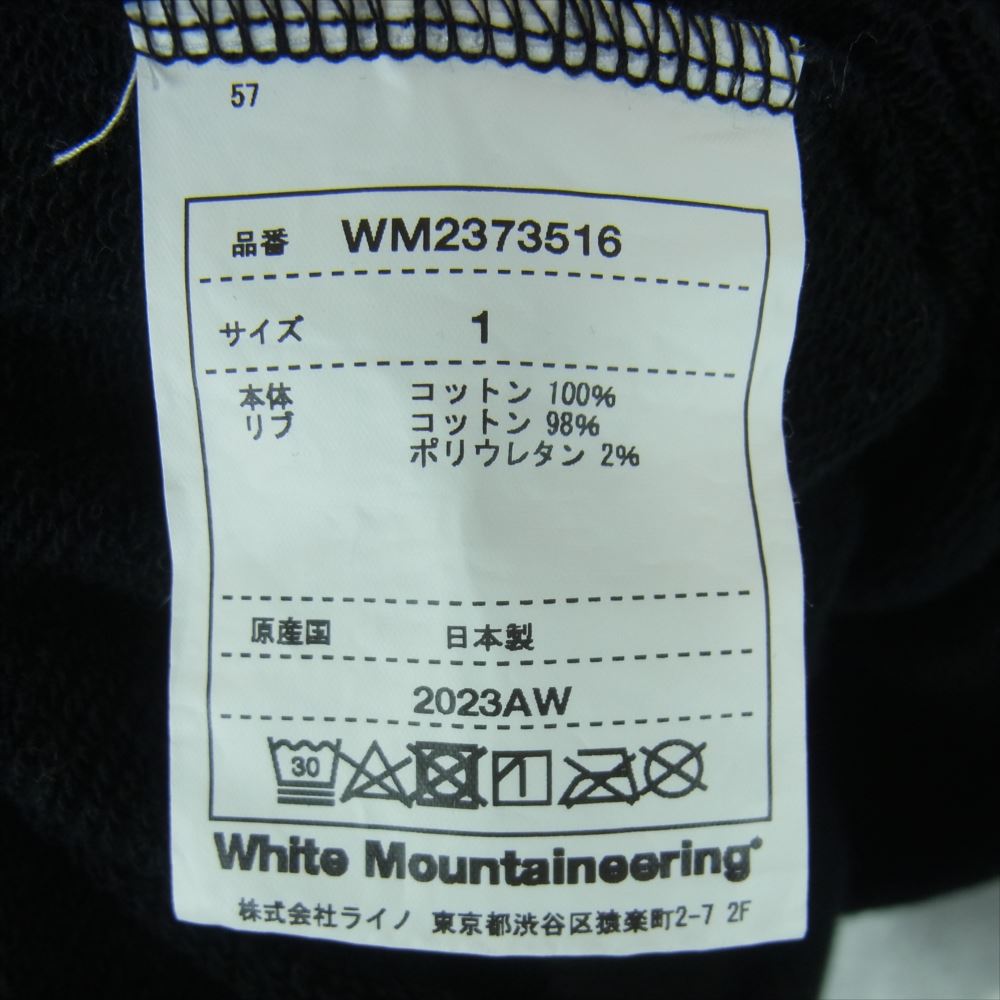 57
品番 WM2373516
サイズ 1
本体 コットン 100%
リブ コットン 98%
ポリウレタン 2%
原産国 日本製
2023AW
30
White Mountaineering®
株式会社ライノ 東京都渋谷区猿楽町2-7 2F